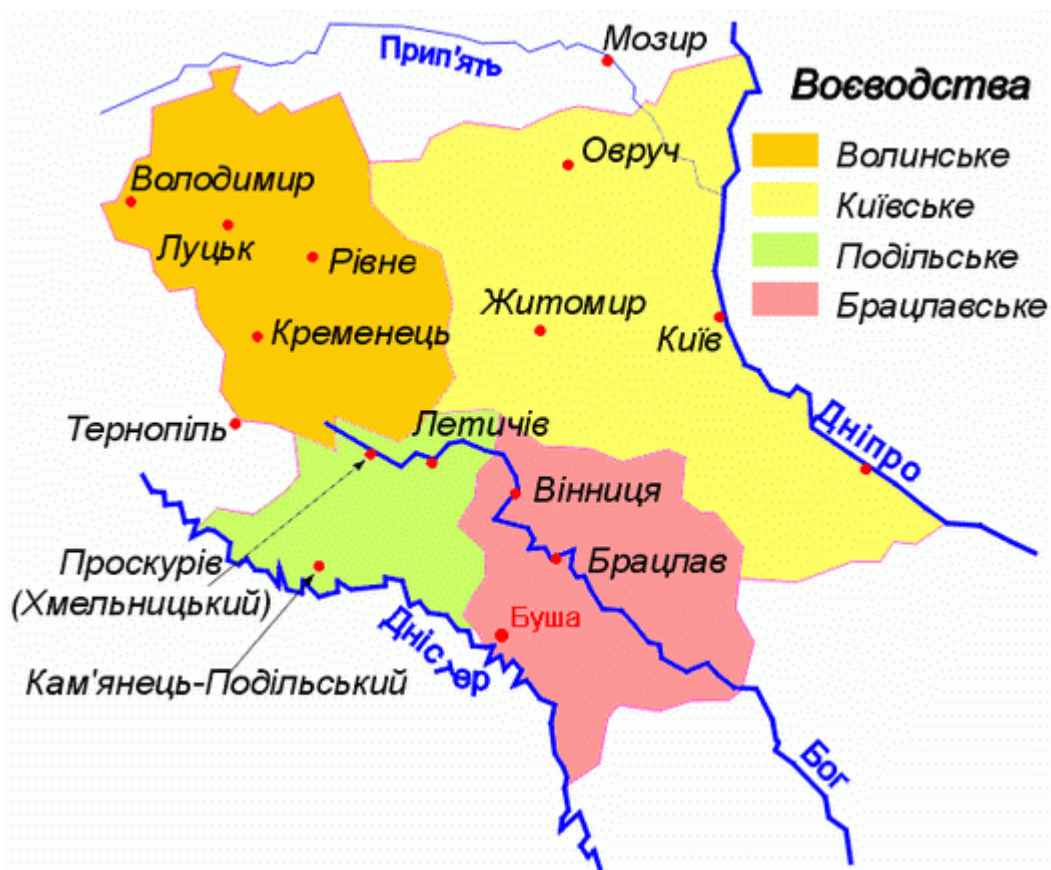 Мозир
Прип'ять
Воєводства
Волинське
Київське
Подільське
Брацлавське
Овруч
Володимир
Луцьк
Рівне
Житомир
Київ
Кременець
Тернопіль
Летичів
Дніпро
Вінниця
Брацлав
Проскурів
(Хмельницький)
Буша
Дністер
Кам'янець-Подільський
Бог